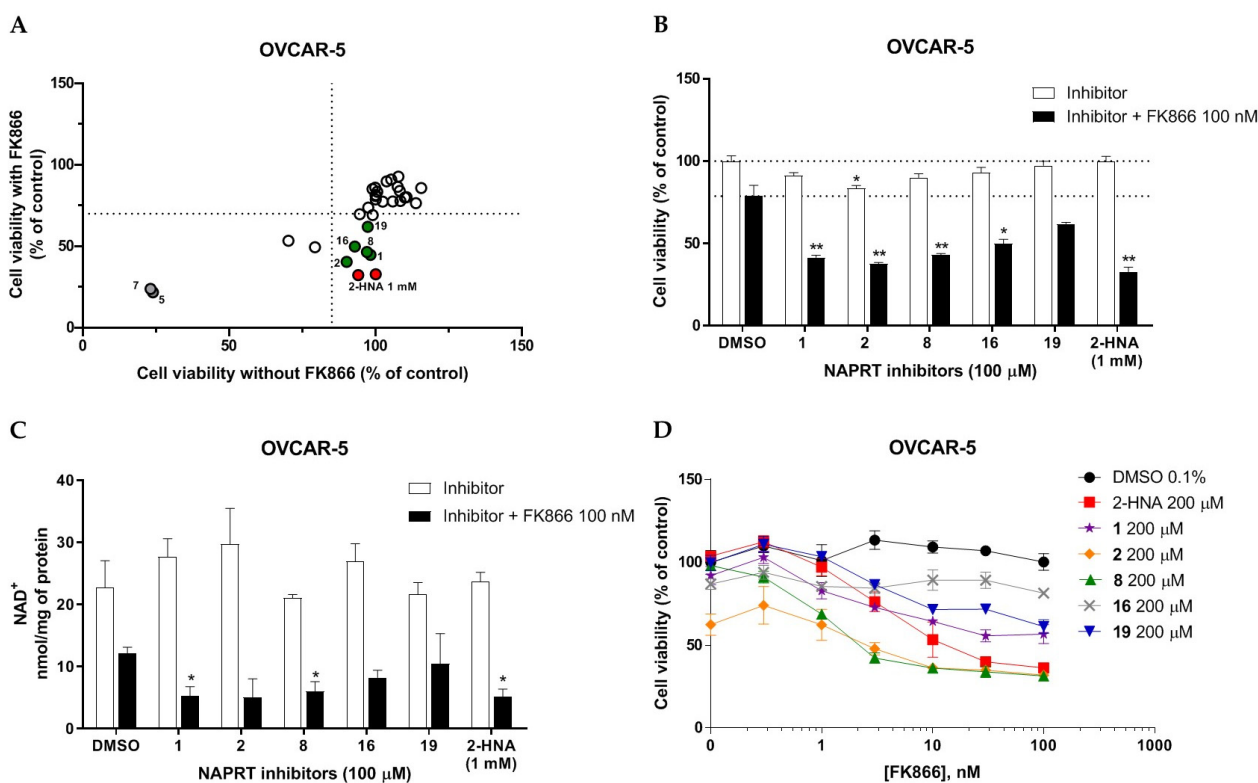 A
OVCAR-5
Cell viability with FK866
(% of control)
150
100
50
0
19
16
8
2
1
2-HNA 1 mM
7
5
0
50
100
150
Cell viability without FK866 (% of control)
B
OVCAR-5
Inhibitor
Inhibitor + FK866 100 nM
Cell viability (% of control)
150
100
50
0
*
**
**
**
*
**
DMSO
1
2
8
16
19
2-HNA
(1 mM)
NAPRT inhibitors (100 μM)
C
OVCAR-5
Inhibitor
Inhibitor + FK866 100 nM
NAD+
nmol/mg of protein
40
30
20
10
0
*
*
*
DMSO
1
2
8
16
19
2-HNA
(1 mM)
NAPRT inhibitors (100 μM)
D
OVCAR-5
Cell viability (% of control)
150
100
50
0
DMSO 0.1%
2-HNA 200 μM
1 200 μM
2 200 μM
8 200 μM
16 200 μM
19 200 μM
0
1
10
100
1000
[FK866], nM